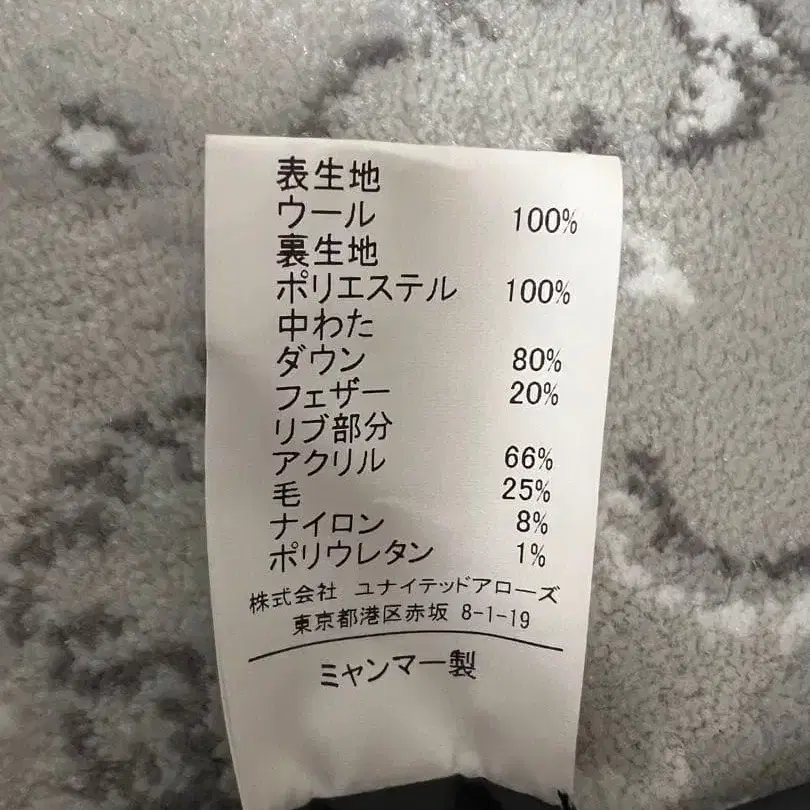 表生地
ウール 100%
裏生地
ポリエステル 100%
中わた
ダウン 80%
フェザー 20%
リブ部分
アクリル 66%
毛 25%
ナイロン 8%
ポリウレタン 1%
株式会社 ユナイテッドアローズ
東京都港区赤坂 8-1-19
ミャンマー製